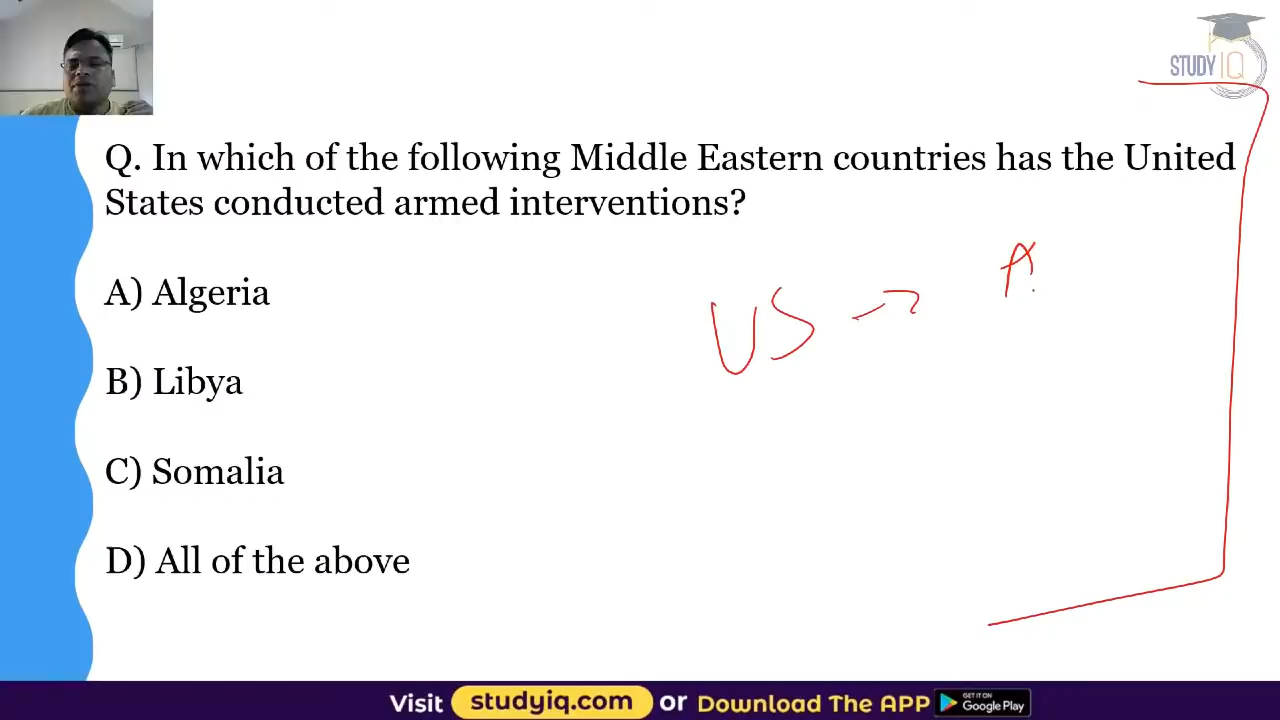 STUDY IQ
Q. In which of the following Middle Eastern countries has the United
States conducted armed interventions?
A) Algeria
US → A
B) Libya
C) Somalia
D) All of the above
Visit studyiq.com or Download The APP GET IT ON Google Play